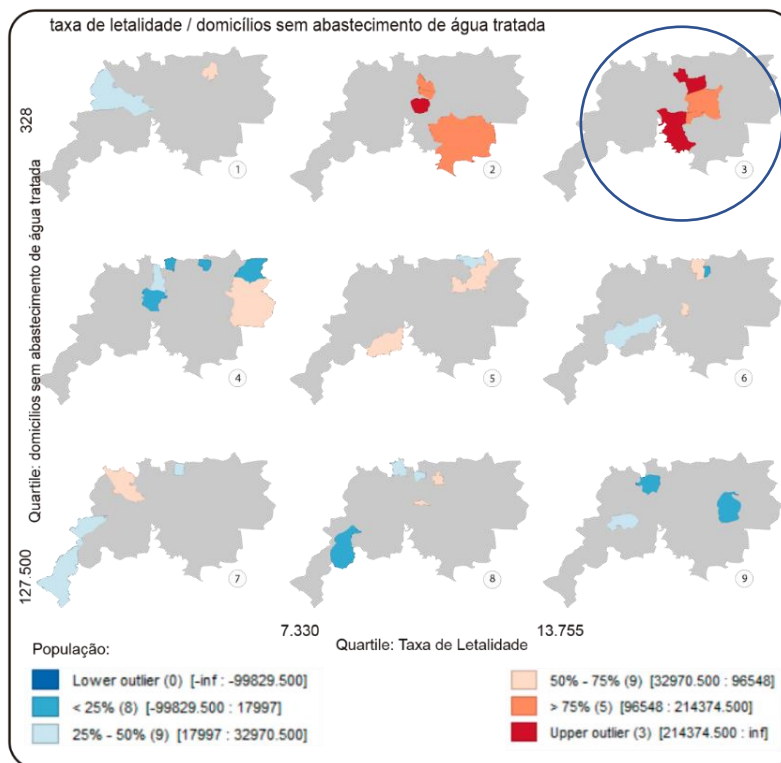 taxa de letalidade / domicílios sem abastecimento de água tratada
Quartile: domicílios sem abastecimento de água tratada
328
127.500
1
2
3
4
5
6
7
8
9
7.330
13.755
Quartile: Taxa de Letalidade
População:
Lower outlier (0) [-inf : -99829.500]
< 25% (8) [-99829.500 : 17997]
25% - 50% (9) [17997 : 32970.500]
50% - 75% (9) [32970.500 : 96548]
> 75% (5) [96548 : 214374.500]
Upper outlier (3) [214374.500 : inf]